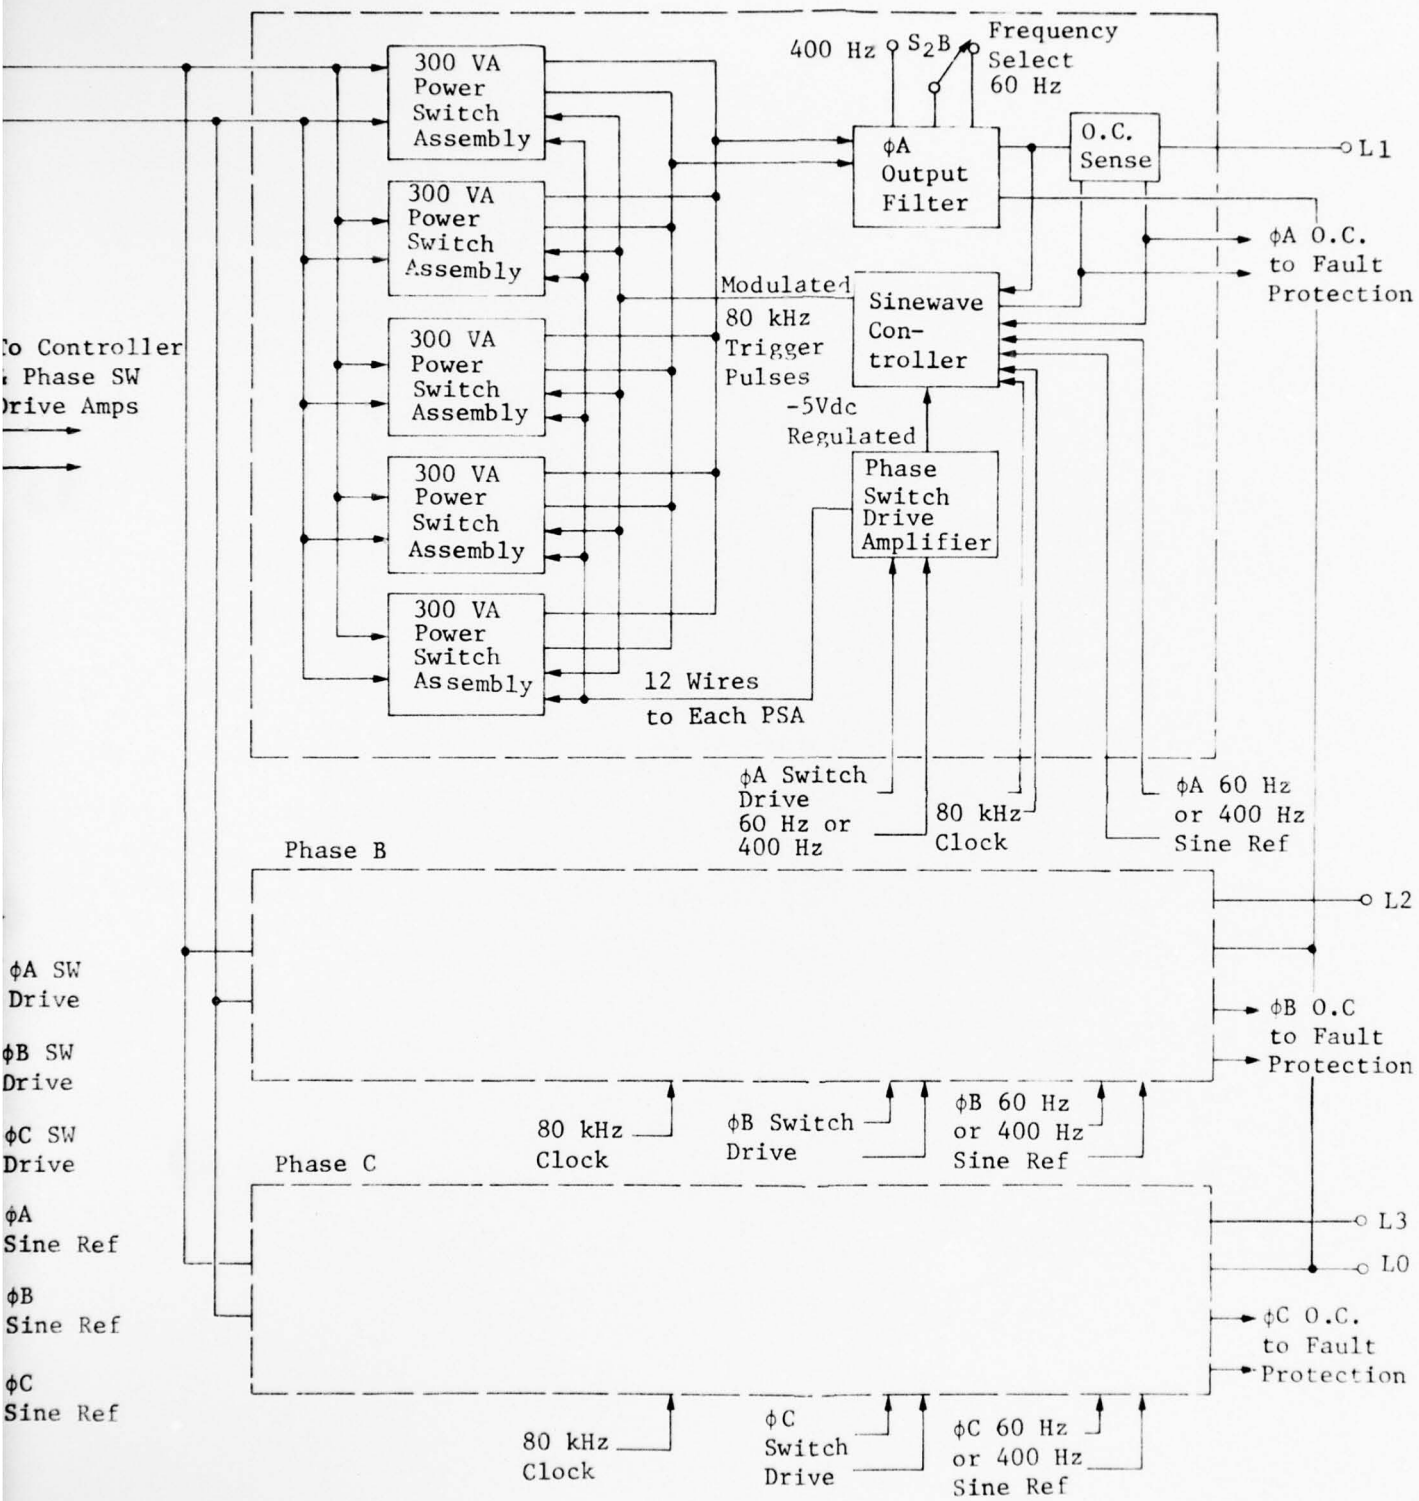 300 VA
Power
Switch
Assembly
300 VA
Power
Switch
Assembly
300 VA
Power
Switch
Assembly
300 VA
Power
Switch
Assembly
300 VA
Power
Switch
Assembly
400 Hz
S2B
Frequency
Select
60 Hz
ϕA
Output
Filter
O.C.
Sense
L1
ϕA O.C.
to Fault
Protection
Modulated
80 kHz
Trigger
Pulses
Sinewave
Con-
troller
-5Vdc
Regulated
Phase
Switch
Drive
Amplifier
12 Wires
to Each PSA
To Controller
& Phase SW
Drive Amps
ϕA Switch
Drive
60 Hz or
400 Hz
80 kHz
Clock
ϕA 60 Hz
or 400 Hz
Sine Ref
Phase B
L2
ϕB O.C
to Fault
Protection
80 kHz
Clock
ϕB Switch
Drive
ϕB 60 Hz
or 400 Hz
Sine Ref
ϕA SW
Drive
ϕB SW
Drive
ϕC SW
Drive
ϕA
Sine Ref
ϕB
Sine Ref
ϕC
Sine Ref
Phase C
L3
L0
ϕC O.C.
to Fault
Protection
80 kHz
Clock
ϕC
Switch
Drive
ϕC 60 Hz
or 400 Hz
Sine Ref